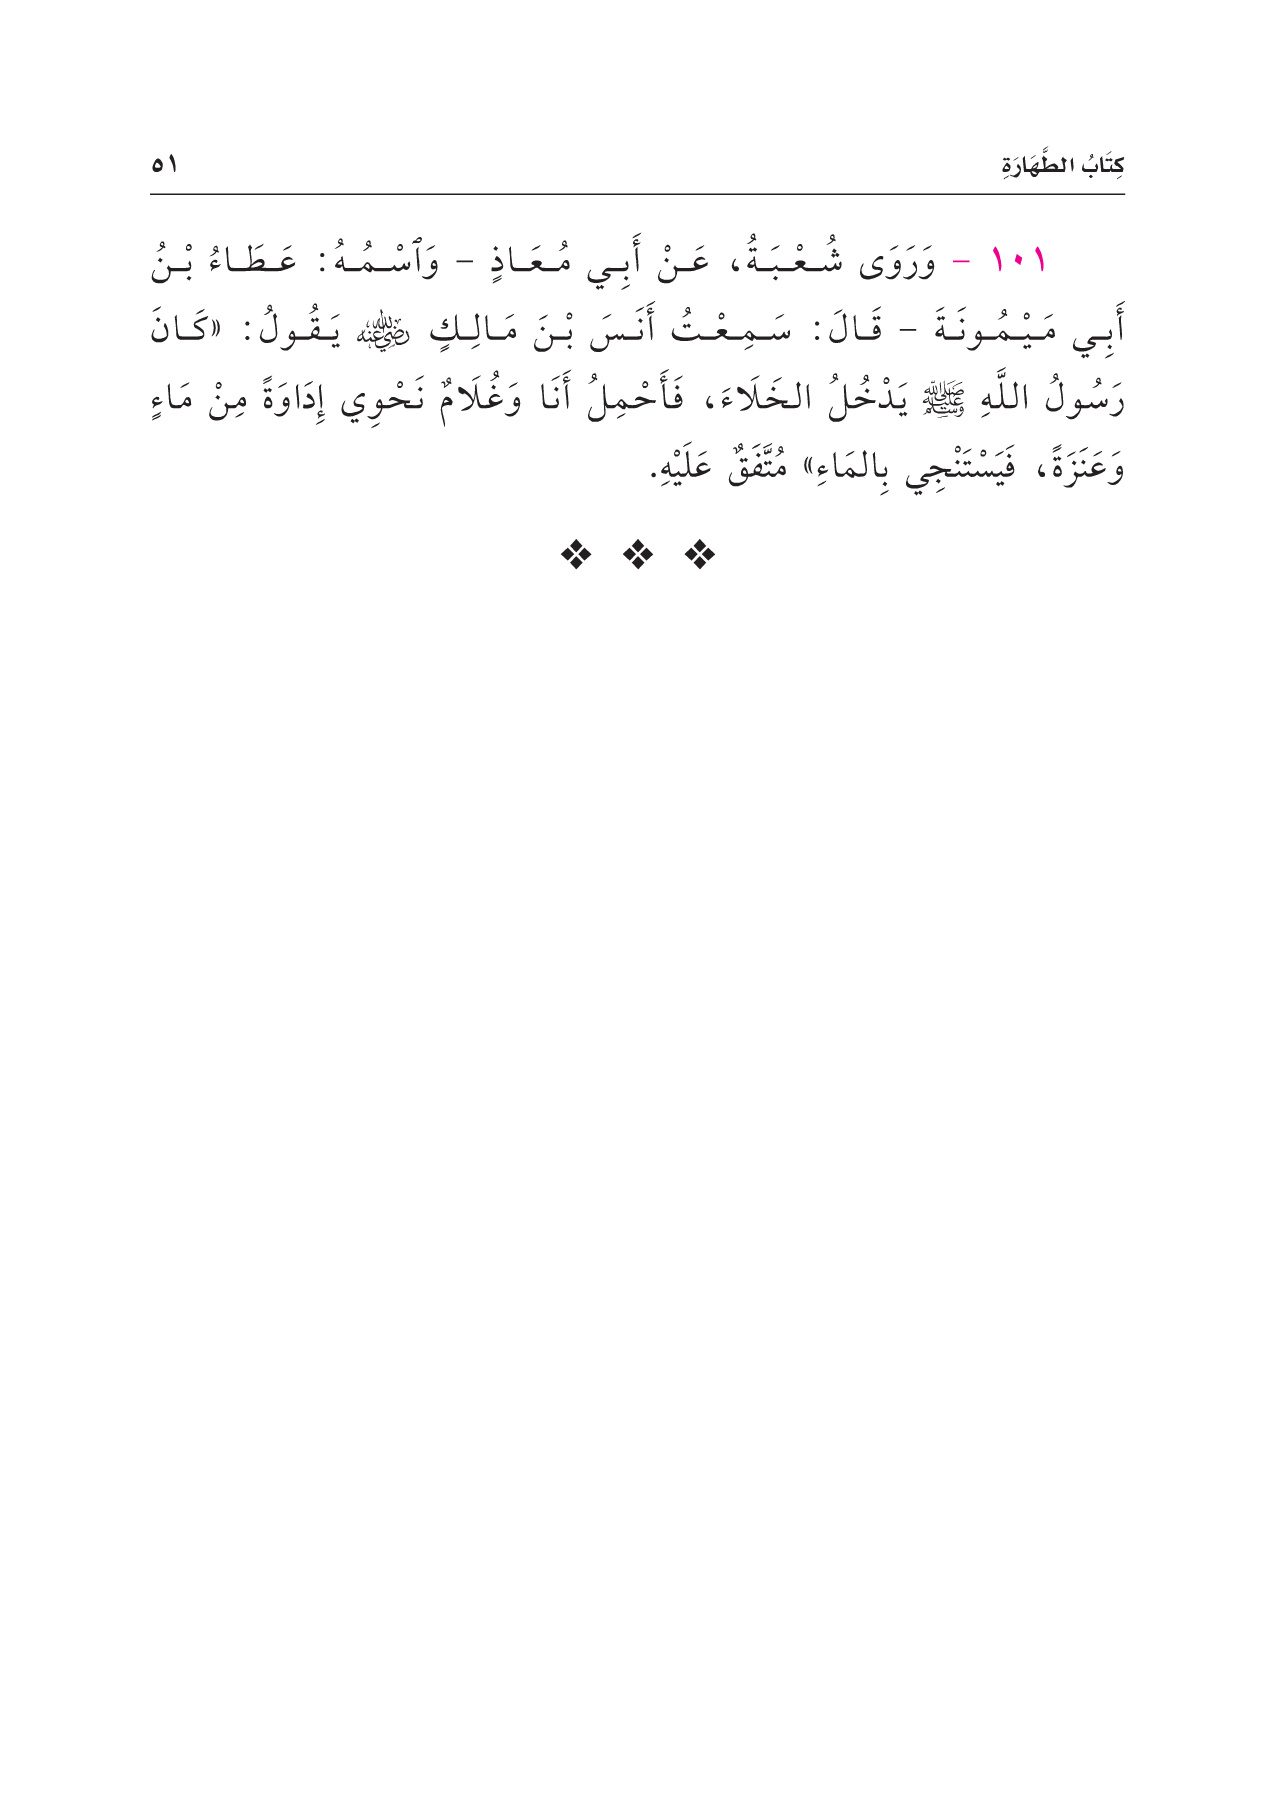 كِتَابُ الطَّهَارَةِ ٥١
١٠١ - وَرَوَى شُعْبَةُ، عَنْ أَبِي مُعَاذٍ - وَٱسْمُهُ: عَطَاءُ بْنُ
أَبِي مَيْمُونَةَ - قَالَ: سَمِعْتُ أَنَسَ بْنَ مَالِكٍ رضي الله عنه يَقُولُ: «كَانَ
رَسُولُ اللَّهِ ﷺ يَدْخُلُ الخَلَاءَ، فَأَحْمِلُ أَنَا وَغُلَامٌ نَحْوِي إِدَاوَةً مِنْ مَاءٍ
وَعَنَزَةً، فَيَسْتَنْجِي بِالمَاءِ» مُتَّفَقٌ عَلَيْهِ.